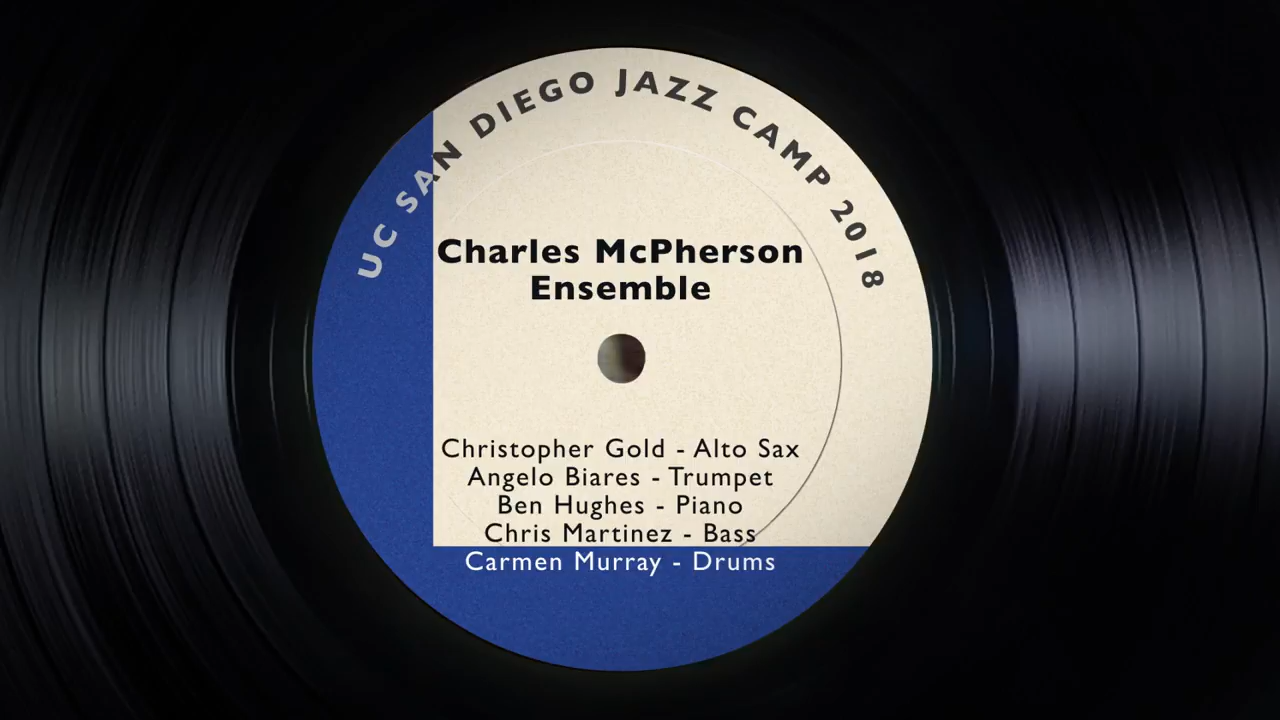 UC SAN DIEGO JAZZ CAMP 2018
Charles McPherson
Ensemble
Christopher Gold - Alto Sax
Angelo Biares - Trumpet
Ben Hughes - Piano
Chris Martinez - Bass
Carmen Murray - Drums